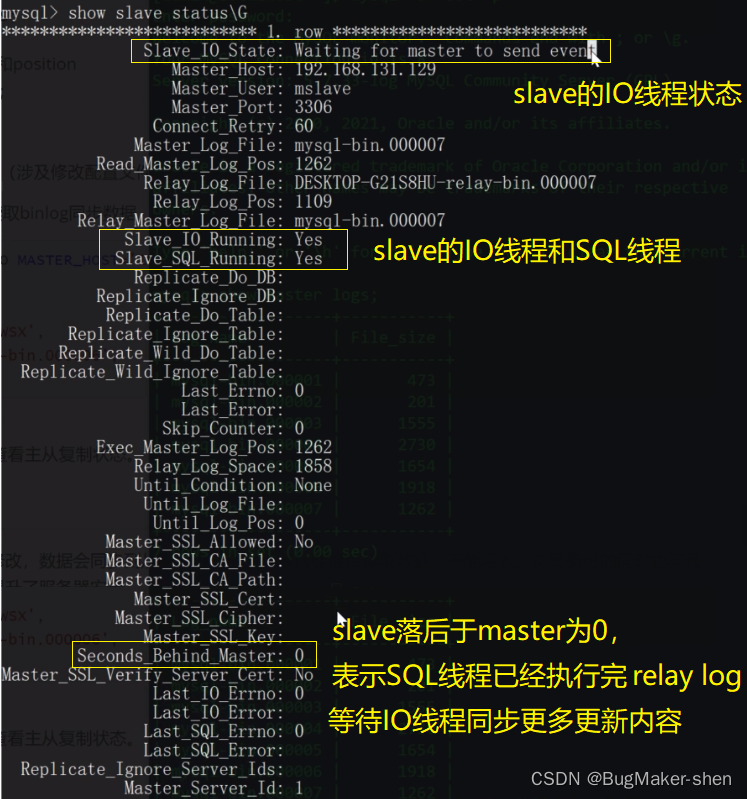 mysql> show slave status\G
*************************** 1. row ***************************
Slave_IO_State: Waiting for master to send event
Master_Host: 192.168.131.129
Master_User: mslave
slave的IO线程状态
Master_Port: 3306
Connect_Retry: 60
Master_Log_File: mysql-bin.000007
Read_Master_Log_Pos: 1262
Relay_Log_File: DESKTOP-G21S8HU-relay-bin.000007
Relay_Log_Pos: 1109
Relay_Master_Log_File: mysql-bin.000007
Slave_IO_Running: Yes
Slave_SQL_Running: Yes
slave的IO线程和SQL线程
Replicate_Do_DB:
Replicate_Ignore_DB:
Replicate_Do_Table:
Replicate_Ignore_Table:
Replicate_Wild_Do_Table:
Replicate_Wild_Ignore_Table:
Last_Errno: 0
Last_Error:
Skip_Counter: 0
Exec_Master_Log_Pos: 1262
Relay_Log_Space: 1858
Until_Condition: None
Until_Log_File:
Until_Log_Pos: 0
Master_SSL_Allowed: No
Master_SSL_CA_File:
Master_SSL_CA_Path:
Master_SSL_Cert:
Master_SSL_Cipher:
Master_SSL_Key:
Seconds_Behind_Master: 0
slave落后于master为0，
表示SQL线程已经执行完 relay log
等待IO线程同步更多更新内容
Master_SSL_Verify_Server_Cert: No
Last_IO_Errno: 0
Last_IO_Error:
Last_SQL_Errno: 0
Last_SQL_Error:
Replicate_Ignore_Server_Ids:
Master_Server_Id: 1
CSDN @BugMaker-shen